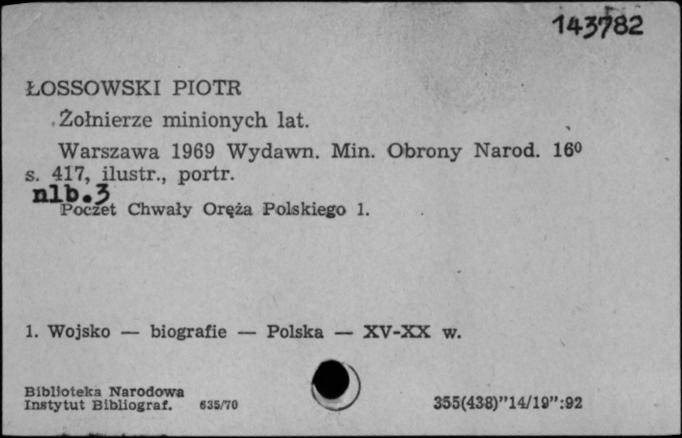 143782
ŁOSSOWSKI PIOTR
Żołnierze minionych lat.
Warszawa 1969 Wydawn. Min. Obrony Narod. 16⁰
s. 417, ilustr., portr.
nlb.3
Poczet Chwały Oręża Polskiego 1.
1. Wojsko — biografie — Polska — XV-XX w.
Biblioteka Narodowa
Instytut Bibliograf. 635/70
355(438)"14/19":92